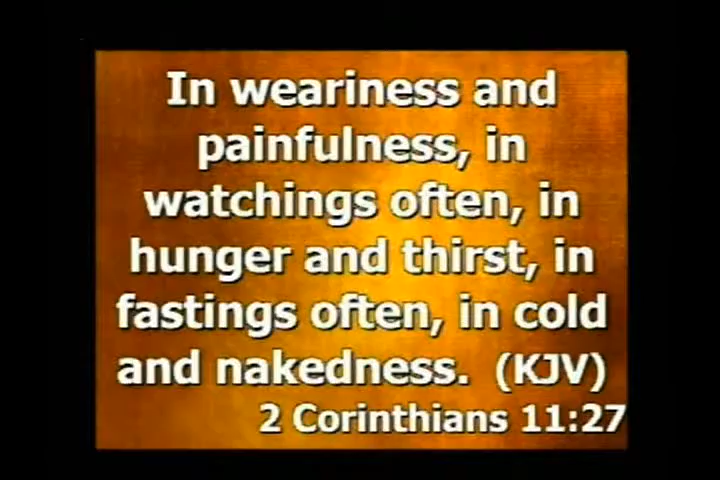 In weariness and
painfulness, in
watchings often, in
hunger and thirst, in
fastings often, in cold
and nakedness. (KJV)
2 Corinthians 11:27